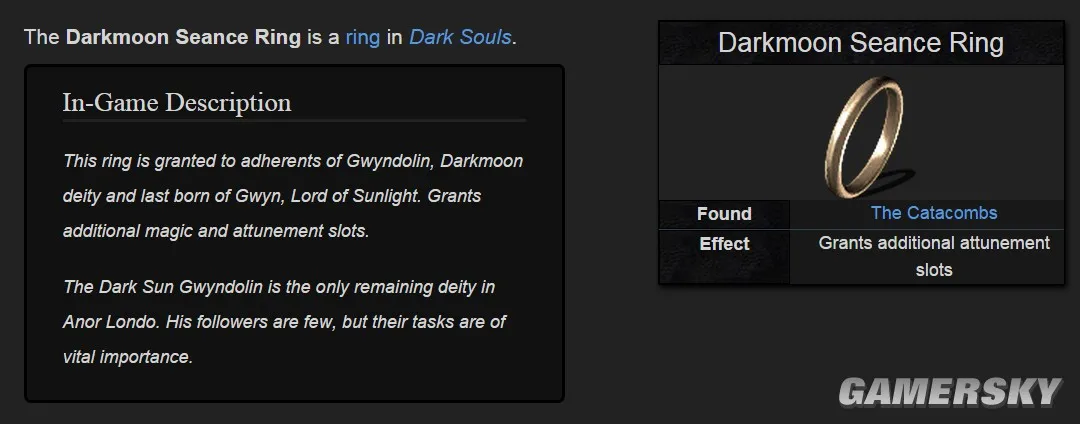 The Darkmoon Seance Ring is a ring in Dark Souls.
In-Game Description
This ring is granted to adherents of Gwyndolin, Darkmoon
deity and last born of Gwyn, Lord of Sunlight. Grants
additional magic and attunement slots.
The Dark Sun Gwyndolin is the only remaining deity in
Anor Londo. His followers are few, but their tasks are of
vital importance.
Darkmoon Seance Ring
Found The Catacombs
Effect Grants additional attunement
slots
GAMERSKY